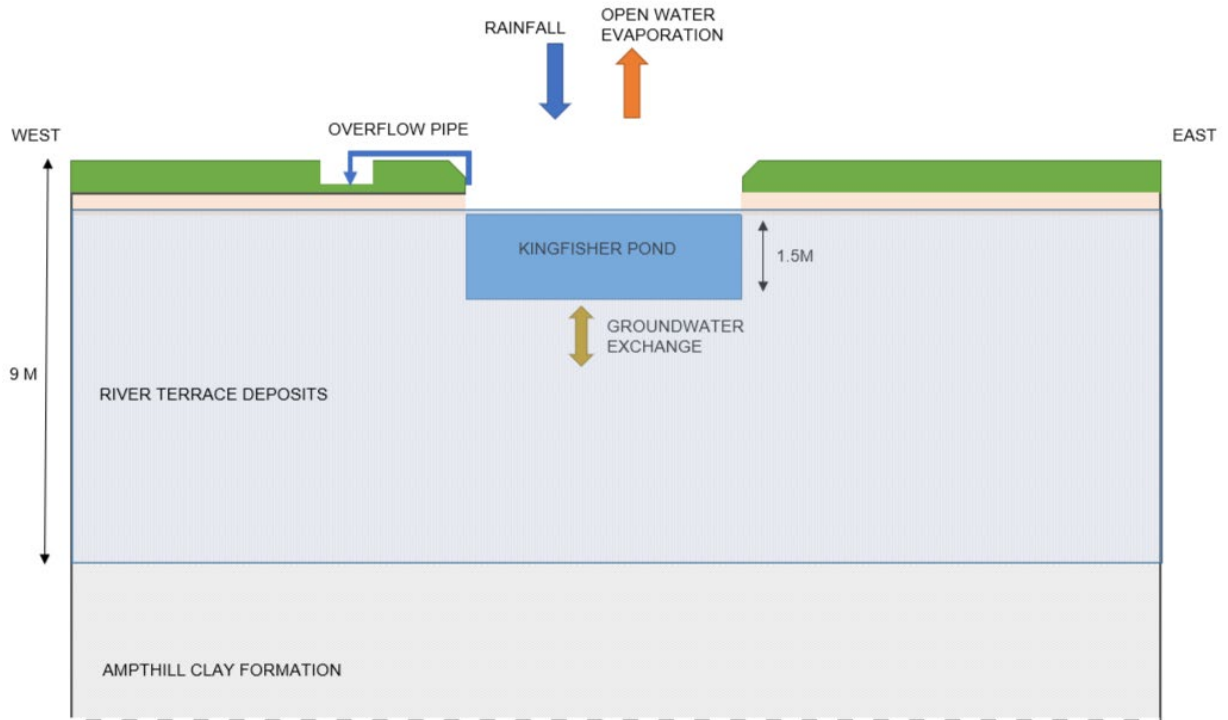 RAINFALL
OPEN WATER
EVAPORATION
WEST
OVERFLOW PIPE
EAST
KINGFISHER POND
1.5M
GROUNDWATER
EXCHANGE
9 M
RIVER TERRACE DEPOSITS
AMPTHILL CLAY FORMATION